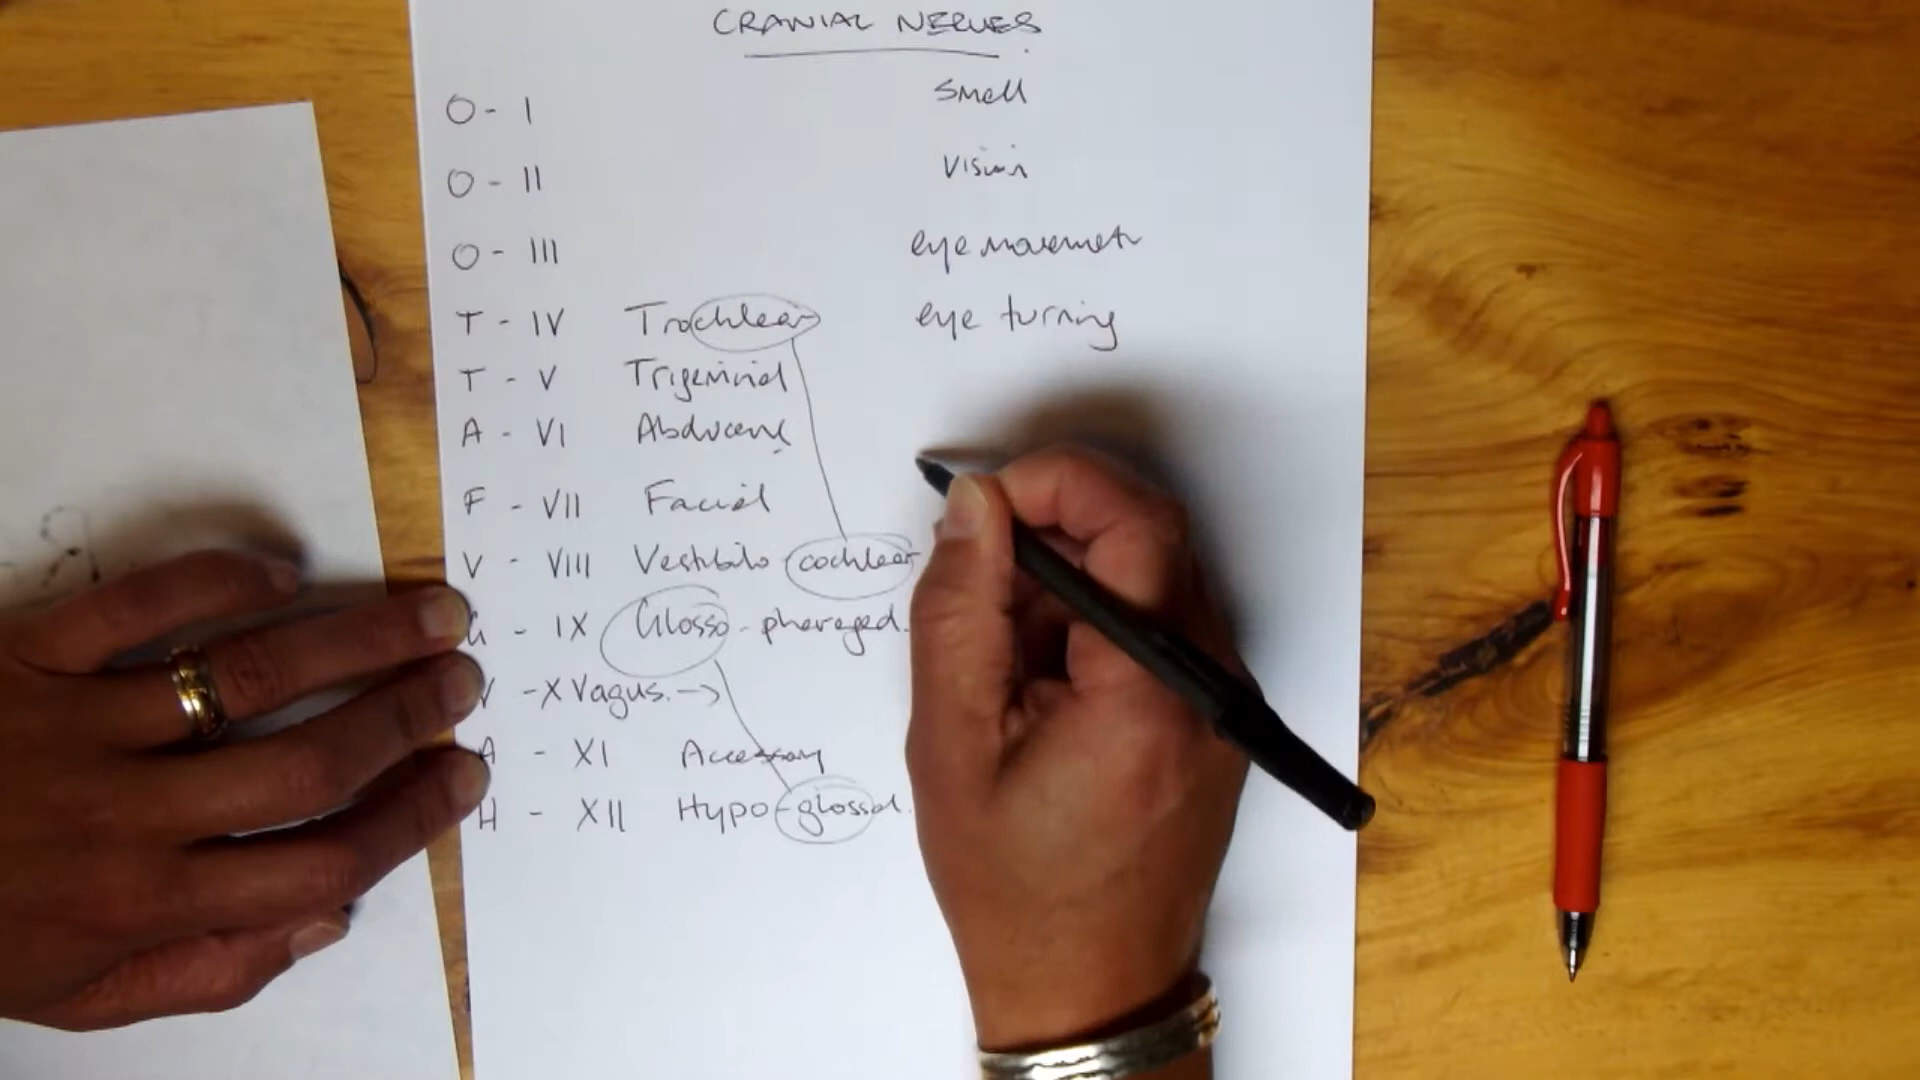 CRANIAL NERVES
O - I Smell
O - II Vision
O - III eye movement
T - IV Trochlear eye turning
T - V Trigeminal
A - VI Abducens
F - VII Facial
V - VIII Vestibulo cochlear
G - IX Glosso - pharyngeal.
V - X Vagus. →
A - XI Accessory
H - XII Hypo - glossal.